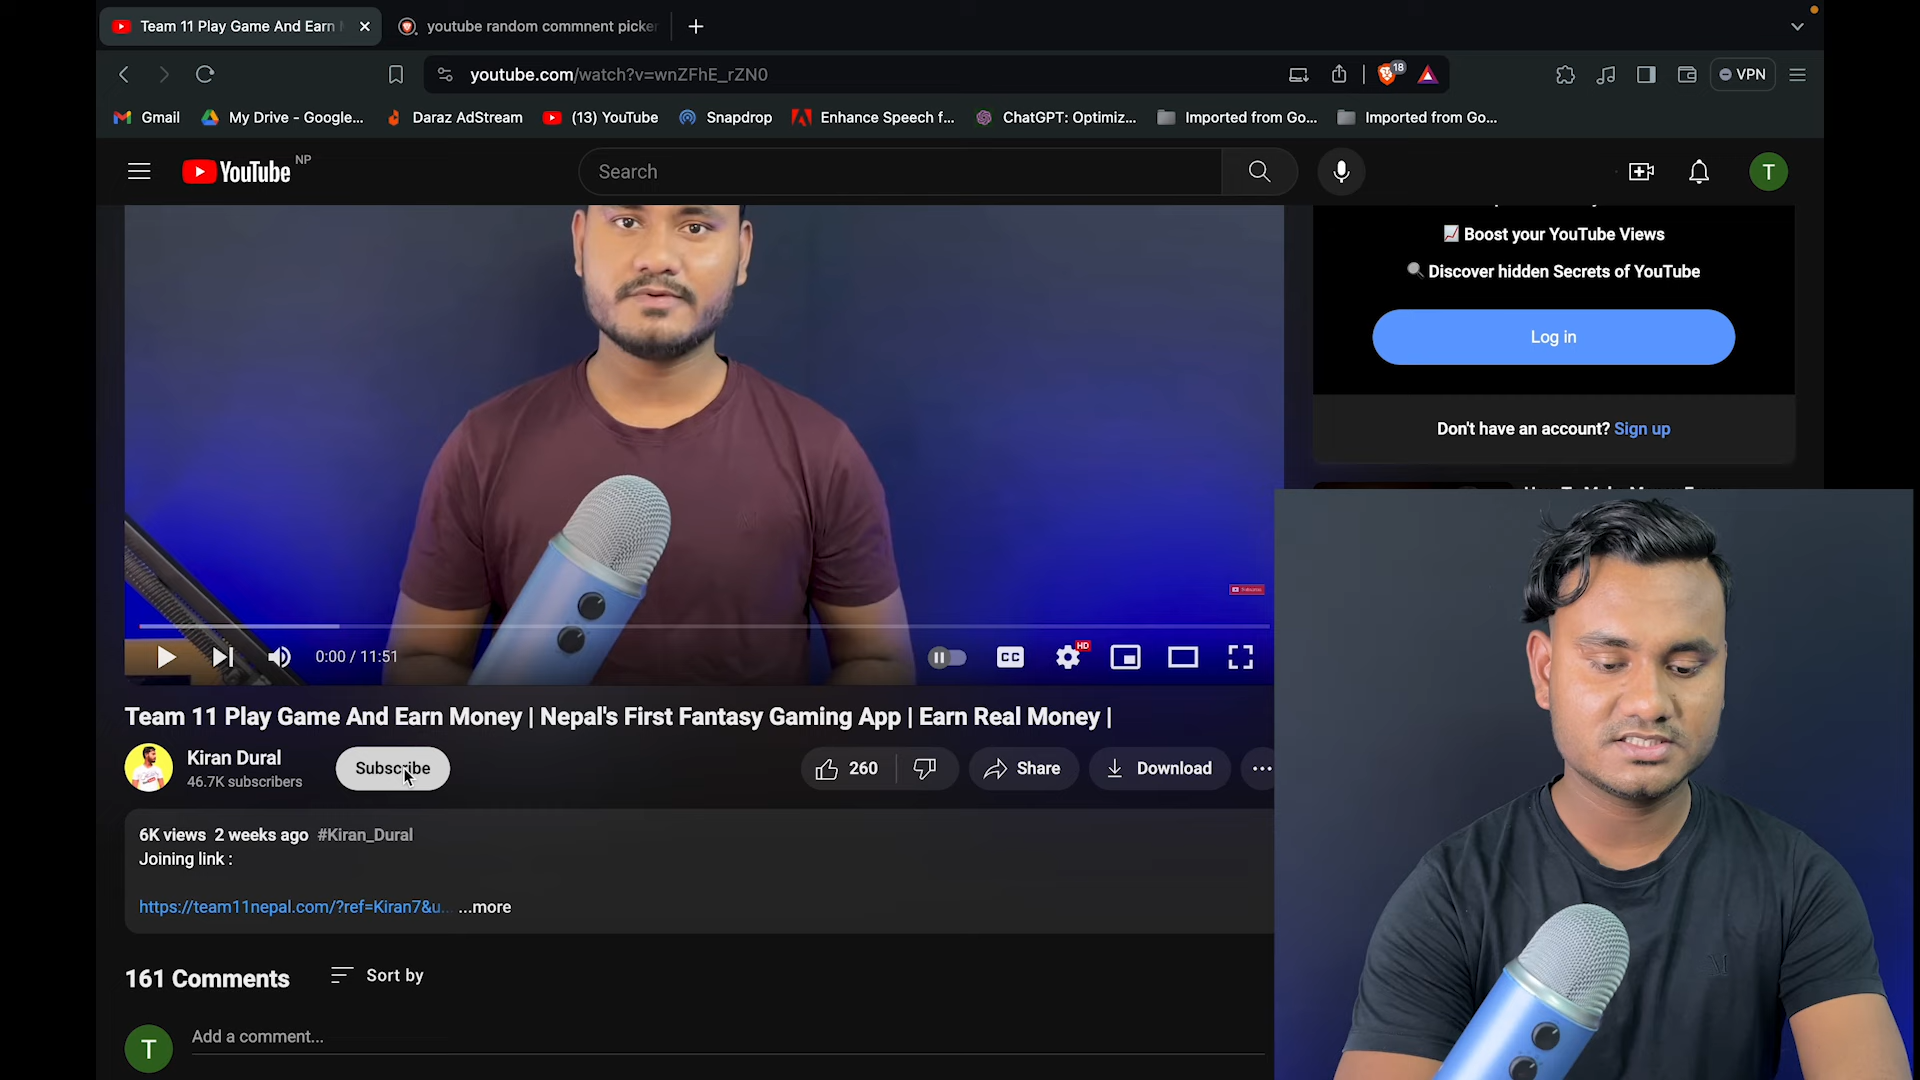 Team 11 Play Game And Earn
youtube random commnent picker
youtube.com/watch?v=wnZFhE_rZN0
18
VPN
Gmail
My Drive - Google...
Daraz AdStream
(13) YouTube
Snapdrop
Enhance Speech f...
ChatGPT: Optimiz...
Imported from Go...
Imported from Go...
YouTube NP
Search
T
Boost your YouTube Views
Discover hidden Secrets of YouTube
Log in
Don't have an account? Sign up
0:00 / 11:51
CC
HD
Team 11 Play Game And Earn Money | Nepal's First Fantasy Gaming App | Earn Real Money |
Kiran Dural
46.7K subscribers
Subscribe
260
Share
Download
6K views 2 weeks ago #Kiran_Dural
Joining link :
https://team11nepal.com/?ref=Kiran7&u... ...more
161 Comments
Sort by
T
Add a comment...